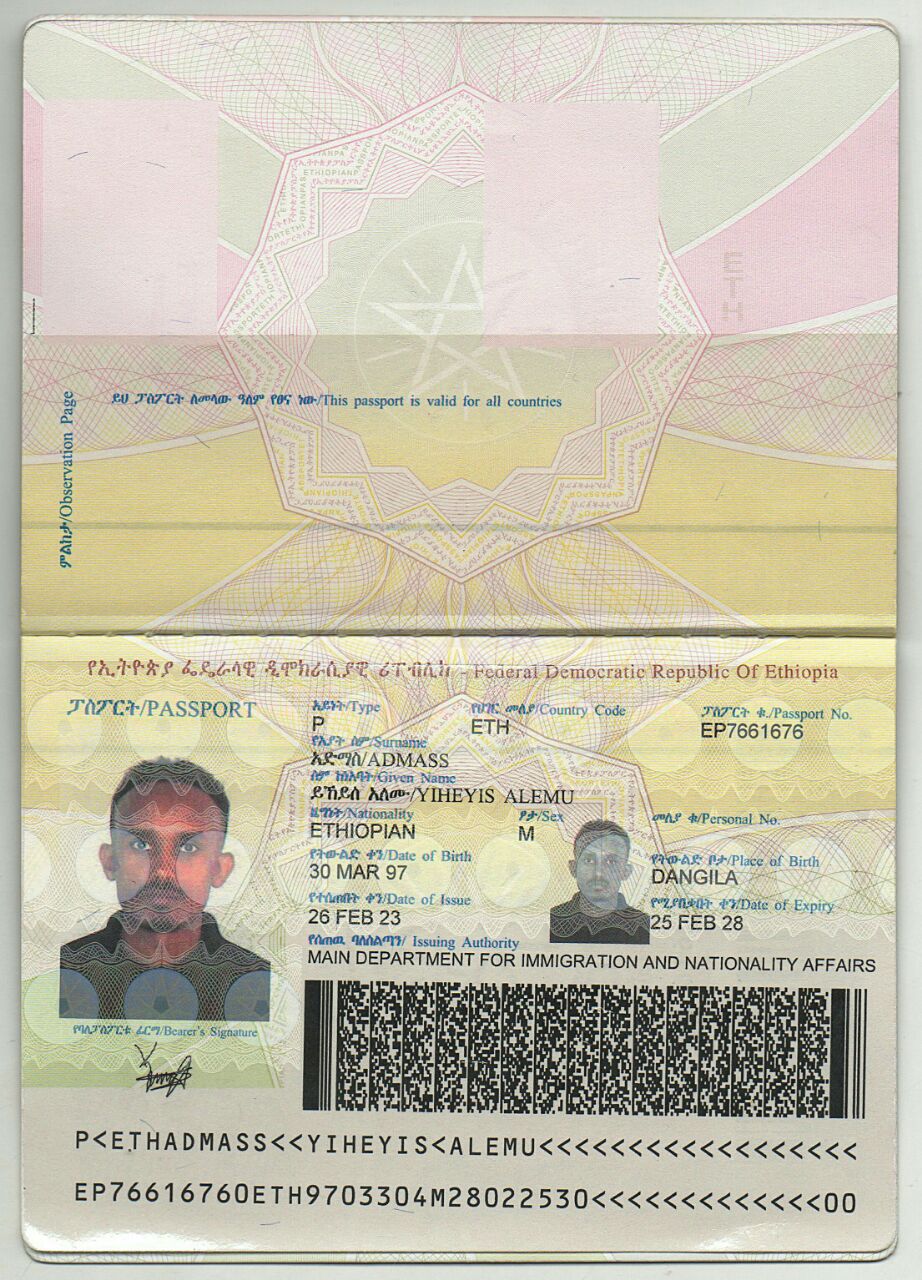 ETH
ምልከታ/Observation Page
ይህ ፓስፖርት ለመላው ዓለም የፀና ነው/This passport is valid for all countries
የኢትዮጵያ ፌዴራላዊ ዲሞክራሲያዊ ሪፐብሊክ - Federal Democratic Republic Of Ethiopia
ፓስፖርት/PASSPORT
አይነት/Type
የሀገር መለያ/Country Code
ፓስፖርት ቁ./Passport No.
P
ETH
EP7661676
የአያት ስም/Surname
አድማስ/ADMASS
ስም ከነአባት/Given Name
ይኸይስ አለሙ/YIHEYIS ALEMU
ዜግነት/Nationality
ፆታ/Sex
መለያ ቁ/Personal No.
ETHIOPIAN
M
የትውልድ ቀን/Date of Birth
የትውልድ ቦታ/Place of Birth
30 MAR 97
DANGILA
የተሰጠበት ቀን/Date of Issue
የሚያበቃበት ቀን/Date of Expiry
26 FEB 23
25 FEB 28
የሰጠዉ ባለስልጣን/ Issuing Authority
MAIN DEPARTMENT FOR IMMIGRATION AND NATIONALITY AFFAIRS
የባለፓስፖርቱ ፊርማ/Bearer's Signature
P<ETHADMASS<<YIHEYIS<ALEMU<<<<<<<<<<<<<<<<<<
EP76616760ETH9703304M28022530<<<<<<<<<<<<<00